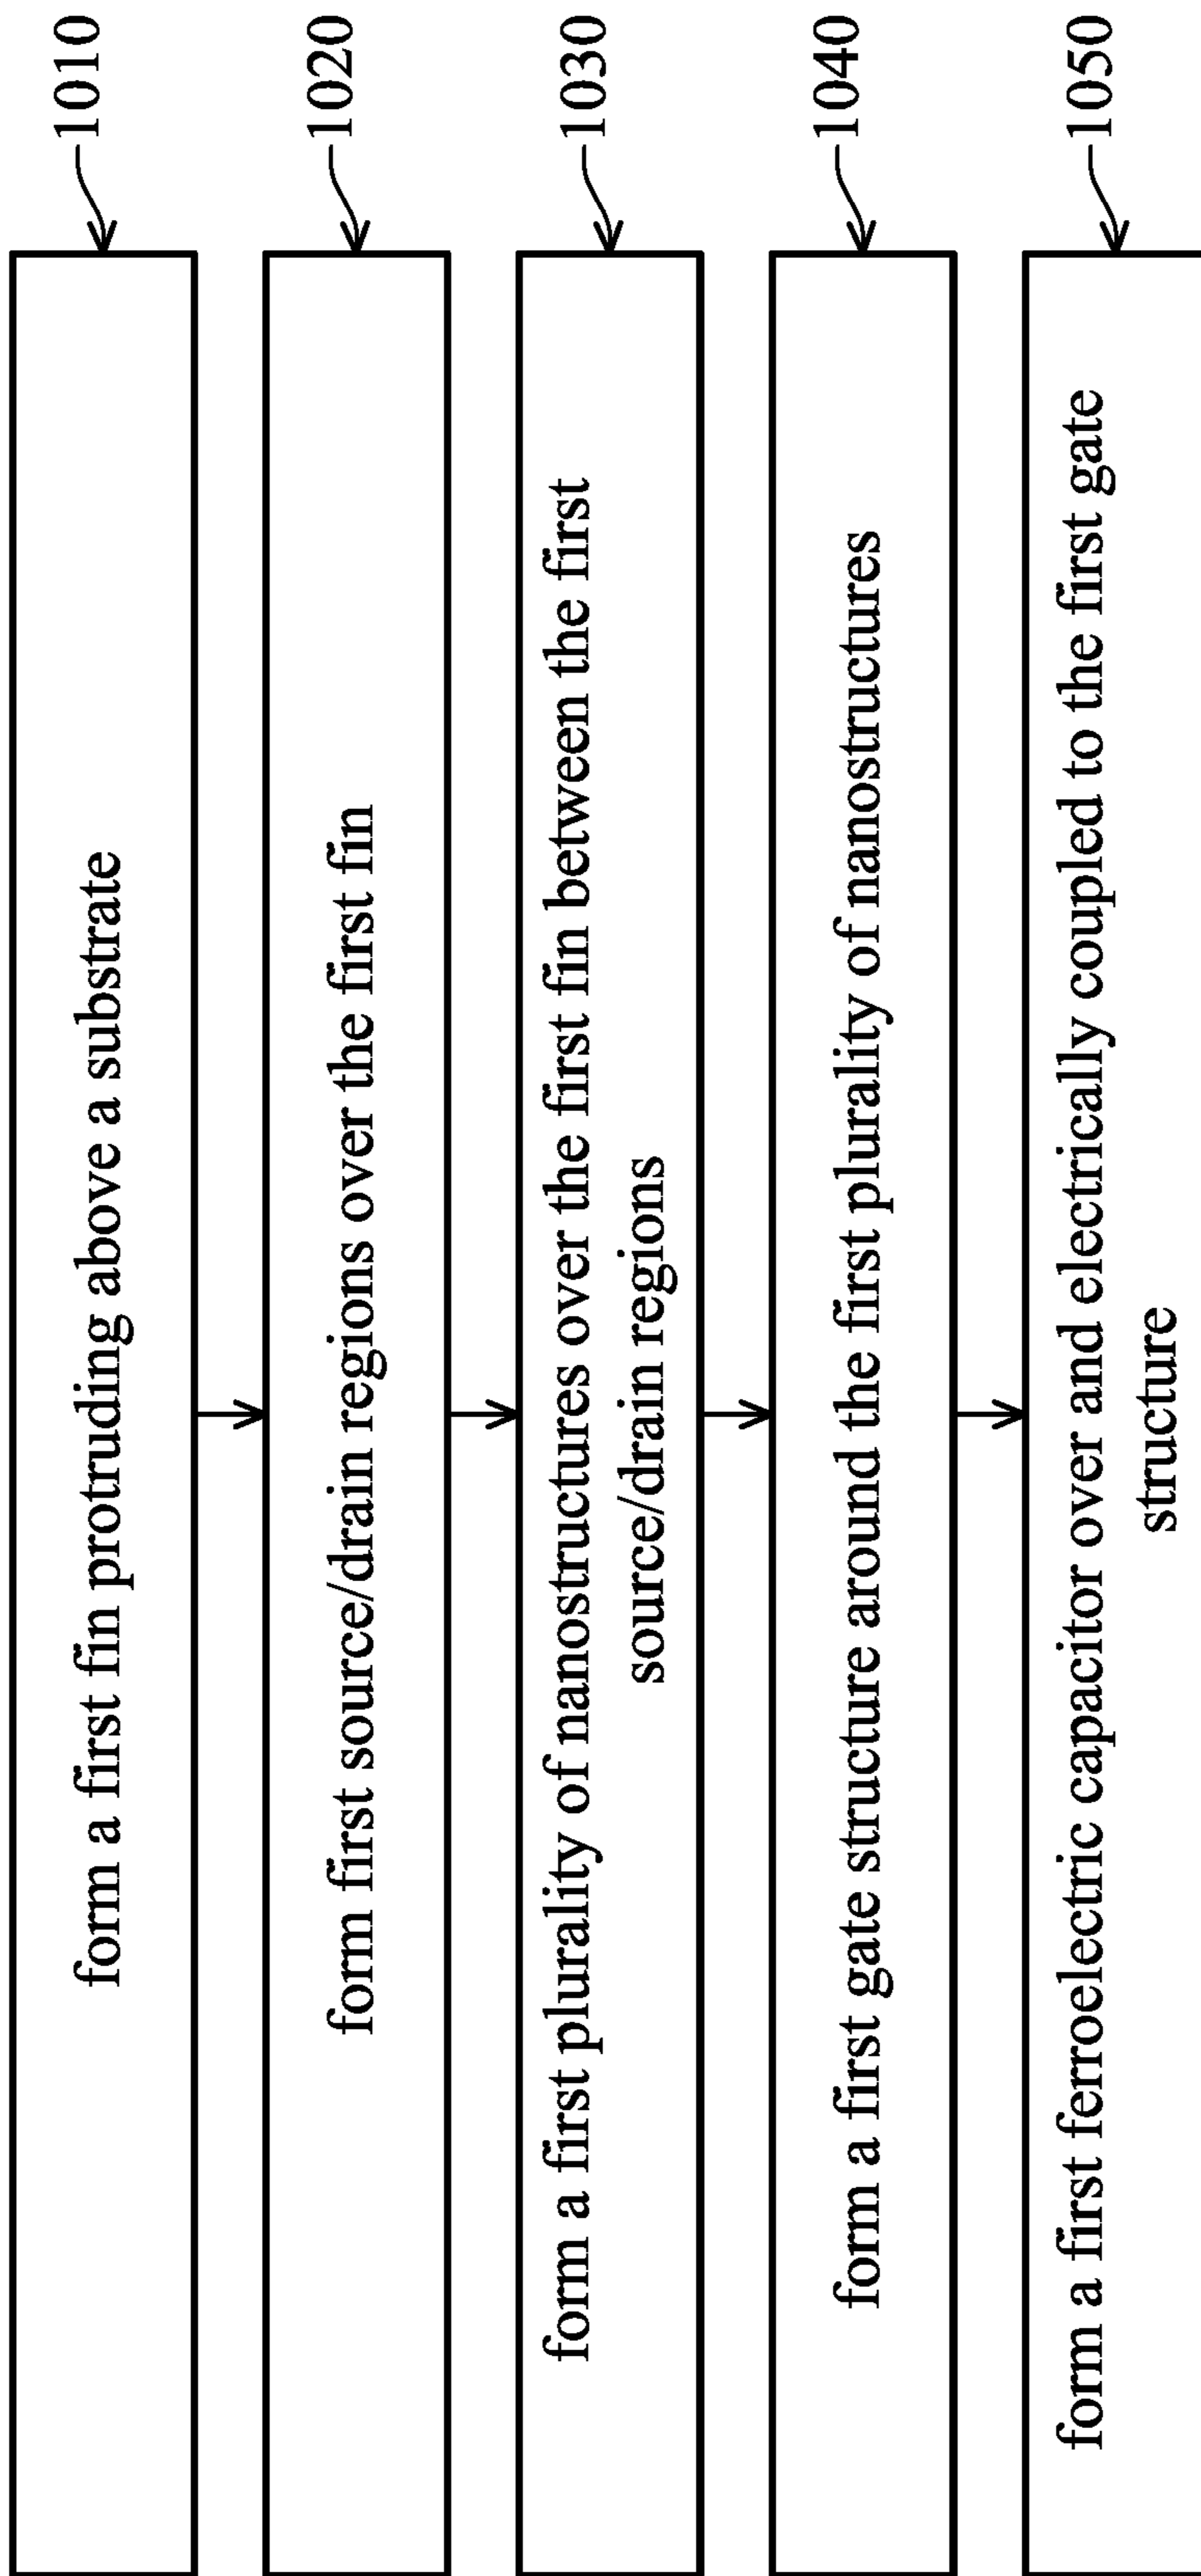 form a first fin protruding above a substrate
1010
form first source/drain regions over the first fin
1020
form a first plurality of nanostructures over the first fin between the first
source/drain regions
1030
form a first gate structure around the first plurality of nanostructures
1040
form a first ferroelectric capacitor over and electrically coupled to the first gate
structure
1050